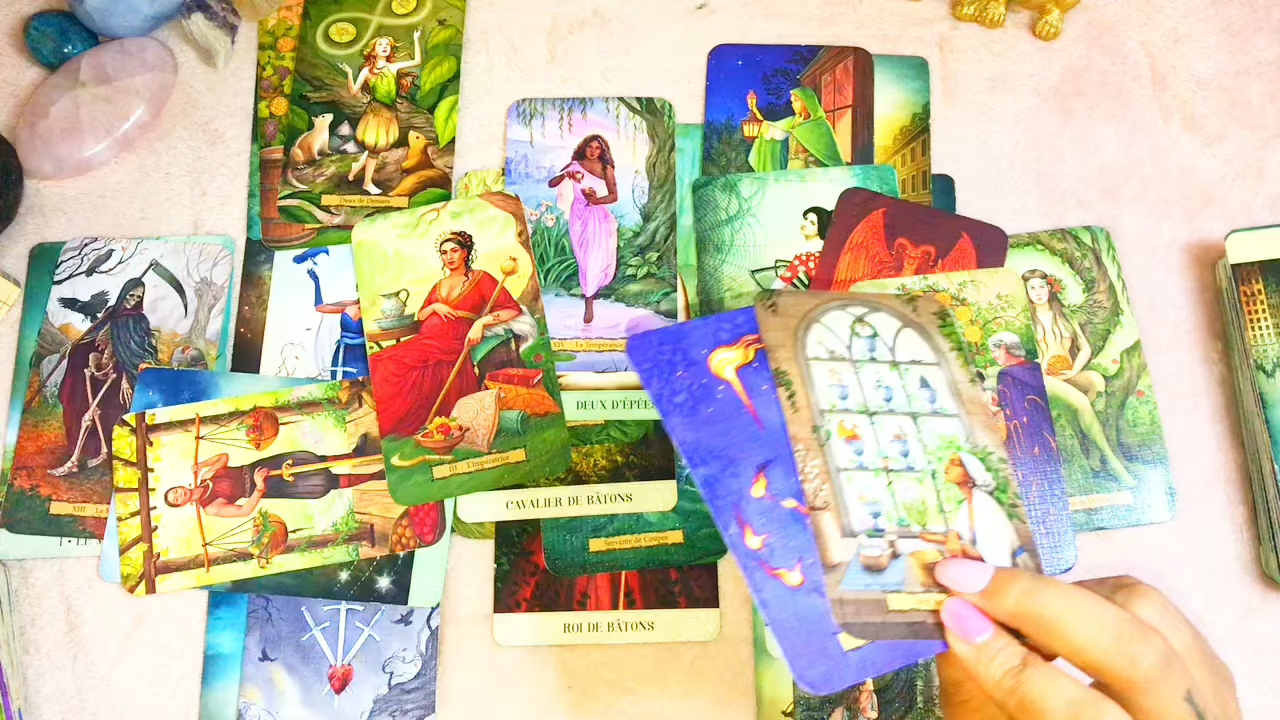 Deux de Deniers
XIV La Tempérance
III L'Impératrice
DEUX D'ÉPÉES
CAVALIER DE BÂTONS
Servante de Coupes
XIII
ROI DE BÂTONS